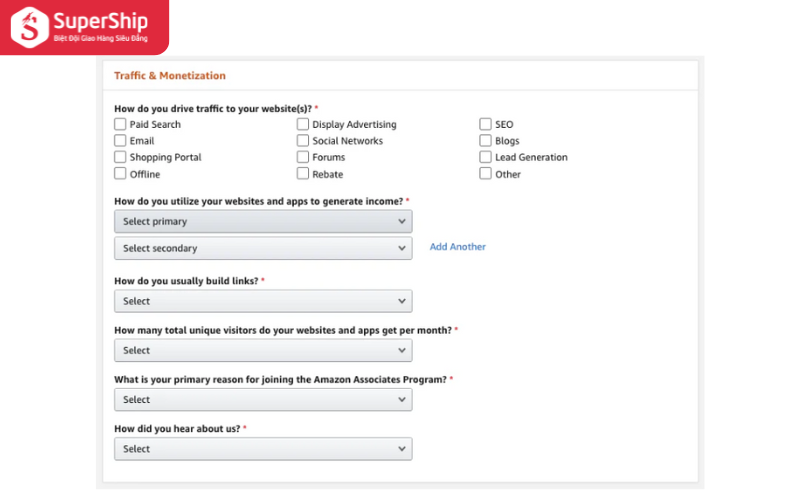 SuperShip
Biệt Đội Giao Hàng Siêu Đẳng
Traffic & Monetization
How do you drive traffic to your website(s)? *
Paid Search Display Advertising SEO
Email Social Networks Blogs
Shopping Portal Forums Lead Generation
Offline Rebate Other
How do you utilize your websites and apps to generate income? *
Select primary
Select secondary Add Another
How do you usually build links? *
Select
How many total unique visitors do your websites and apps get per month? *
Select
What is your primary reason for joining the Amazon Associates Program? *
Select
How did you hear about us? *
Select